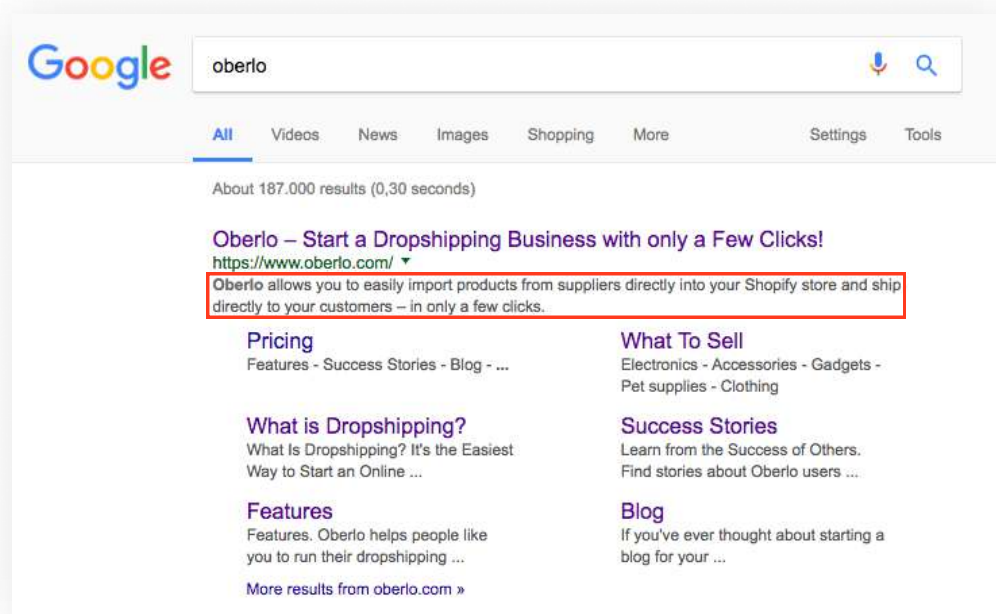 Google
oberlo
All Videos News Images Shopping More Settings Tools
About 187.000 results (0,30 seconds)
Oberlo – Start a Dropshipping Business with only a Few Clicks!
https://www.oberlo.com/
Oberlo allows you to easily import products from suppliers directly into your Shopify store and ship
directly to your customers – in only a few clicks.
Pricing
Features - Success Stories - Blog - ...
What To Sell
Electronics - Accessories - Gadgets -
Pet supplies - Clothing
What is Dropshipping?
What Is Dropshipping? It's the Easiest
Way to Start an Online ...
Success Stories
Learn from the Success of Others.
Find stories about Oberlo users ...
Features
Features. Oberlo helps people like
you to run their dropshipping ...
Blog
If you've ever thought about starting a
blog for your ...
More results from oberlo.com »